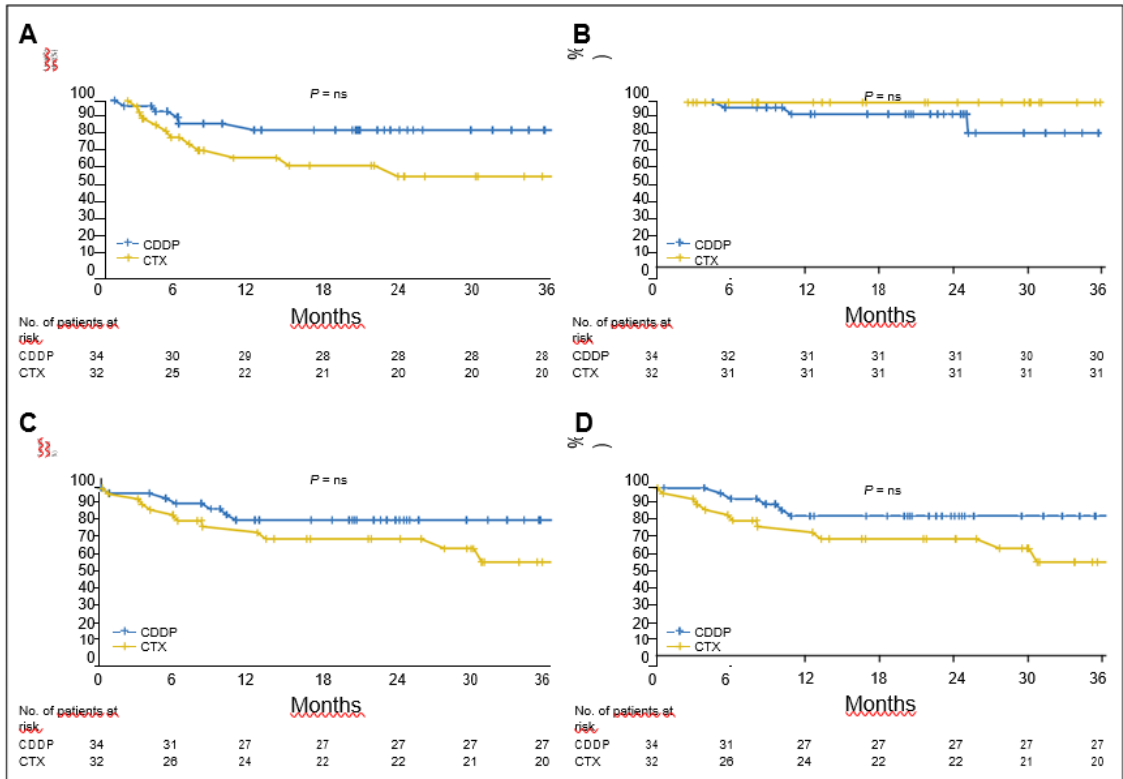 A
P = ns
100
90
80
70
60
50
40
30
20
10
0
CDDP
CTX
0 6 12 18 24 30 36
Months
No. of patients at
risk
CDDP 34 30 29 28 28 28 28
CTX 32 25 22 21 20 20 20
B
% (
P = ns
100
90
80
70
60
50
40
30
20
10
0
CDDP
CTX
0 6 12 18 24 30 36
Months
No. of patients at
risk
CDDP 34 32 31 31 31 30 30
CTX 32 31 31 31 31 31 31
C
P = ns
100
90
80
70
60
50
40
30
20
10
0
CDDP
CTX
0 6 12 18 24 30 36
Months
No. of patients at
risk
CDDP 34 31 27 27 27 27 27
CTX 32 26 24 22 22 21 20
D
% (
P = ns
100
90
80
70
60
50
40
30
20
10
0
CDDP
CTX
0 6 12 18 24 30 36
Months
No. of patients at
risk
CDDP 34 31 27 27 27 27 27
CTX 32 26 24 22 22 21 20